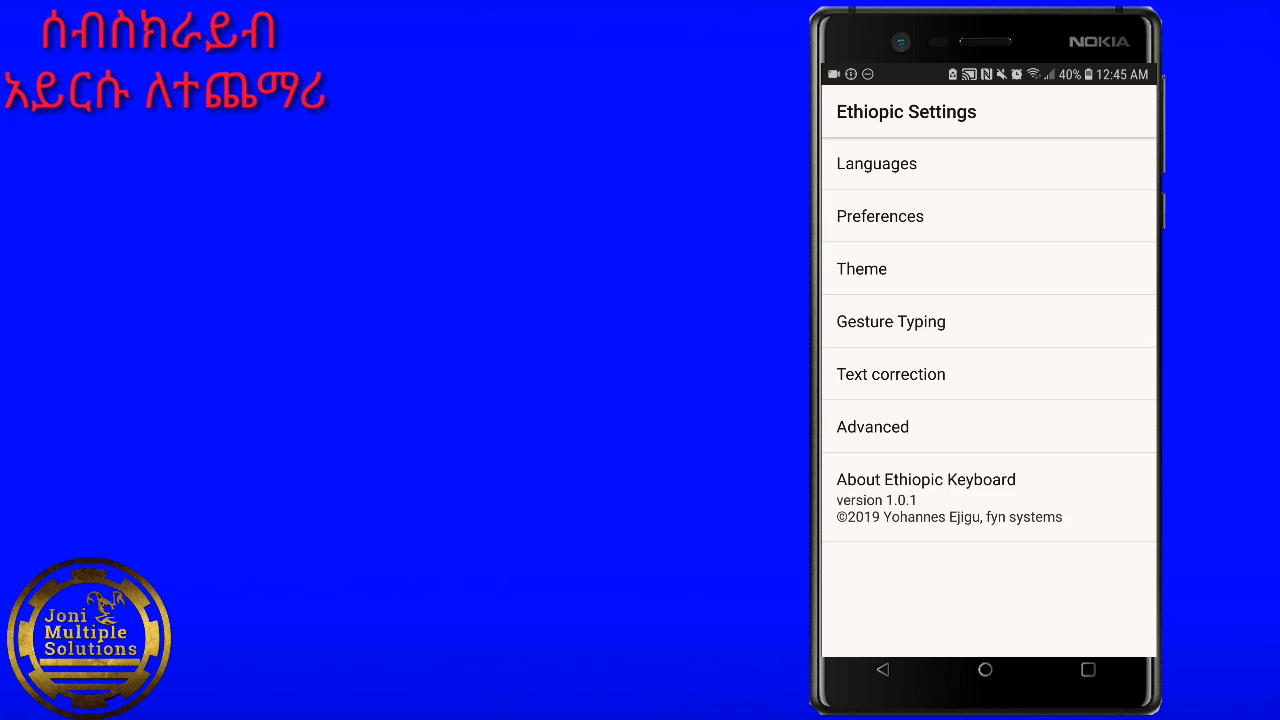 ሰብስክራይብ
አይርሱ ለተጨማሪ
NOKIA
40% 12:45 AM
Ethiopic Settings
Languages
Preferences
Theme
Gesture Typing
Text correction
Advanced
About Ethiopic Keyboard
version 1.0.1
©2019 Yohannes Ejigu, fyn systems
Joni
Multiple
Solutions